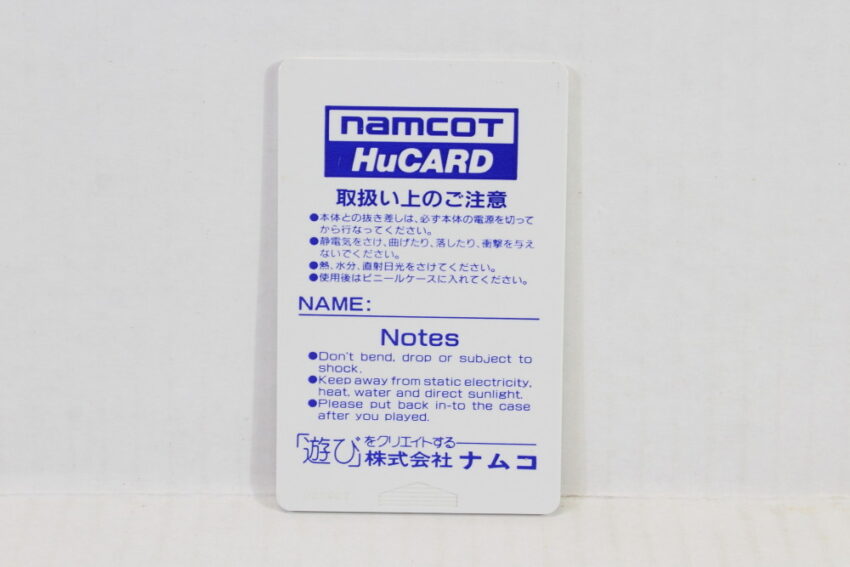 namcoT
HuCARD
取扱い上のご注意
●本体との抜き差しは、必ず本体の電源を切って
から行なってください。
●静電気をさけ、曲げたり、落したり、衝撃を与え
ないでください。
●熱、水分、直射日光をさけてください。
●使用後はビニールケースに入れてください。
NAME:
Notes
●Don't bend, drop or subject to
shock.
●Keep away from static electricity,
heat, water and direct sunlight.
●Please put back in-to the case
after you played.
「遊び」をクリエイトする
株式会社 ナムコ